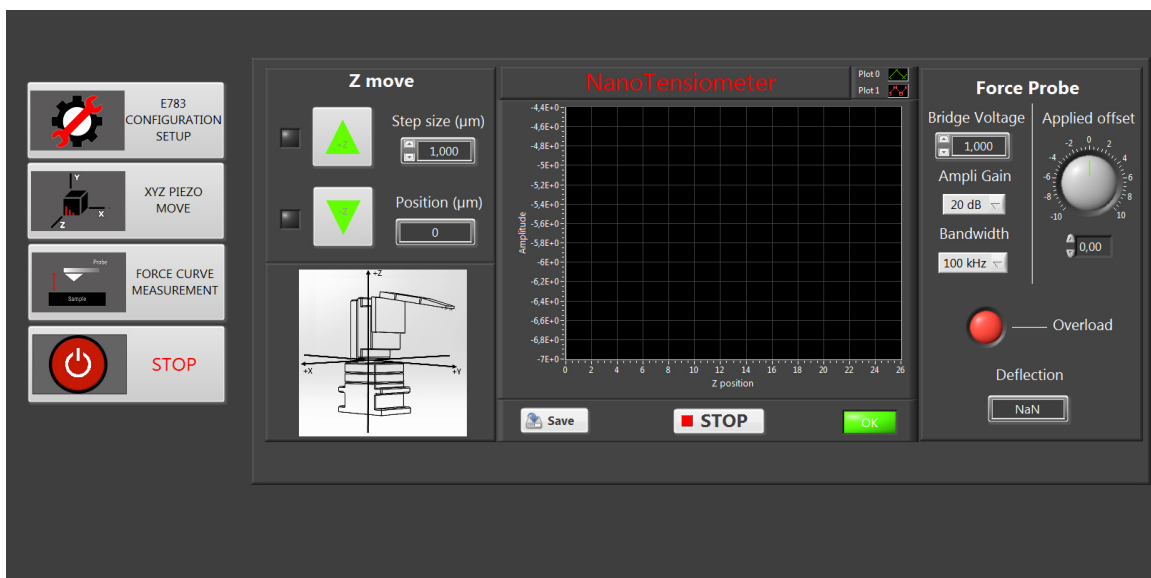 E783
CONFIGURATION
SETUP
Y
X
Z
XYZ PIEZO
MOVE
Probe
Sample
FORCE CURVE
MEASUREMENT
STOP
Z move
+Z
Step size (µm)
1,000
-Z
Position (µm)
0
+Z
+X
+Y
NanoTensiometer
Plot 0
Plot 1
Amplitude
-4,4E+0
-4,6E+0
-4,8E+0
-5E+0
-5,2E+0
-5,4E+0
-5,6E+0
-5,8E+0
-6E+0
-6,2E+0
-6,4E+0
-6,6E+0
-6,8E+0
-7E+0
0 2 4 6 8 10 12 14 16 18 20 22 24 26
Z position
Save
STOP
OK
Force Probe
Bridge Voltage
1,000
Ampli Gain
20 dB
Bandwidth
100 kHz
Applied offset
-10 -8 -6 -4 -2 0 2 4 6 8 10
0,00
Overload
Deflection
NaN